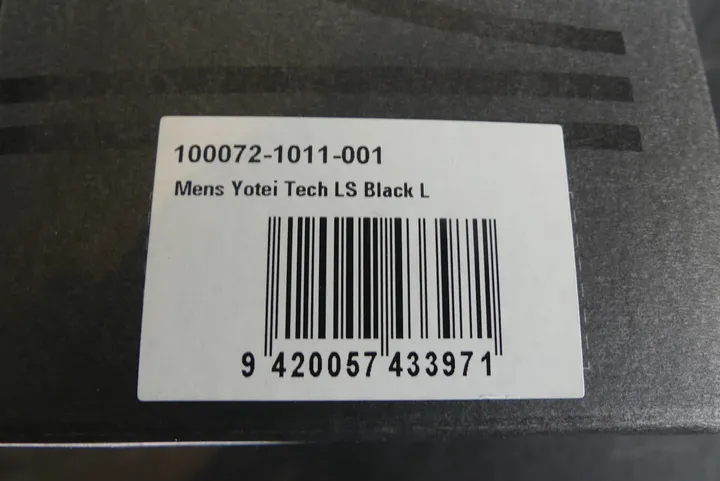 100072-1011-001
Mens Yotei Tech LS Black L
9 420057 433971